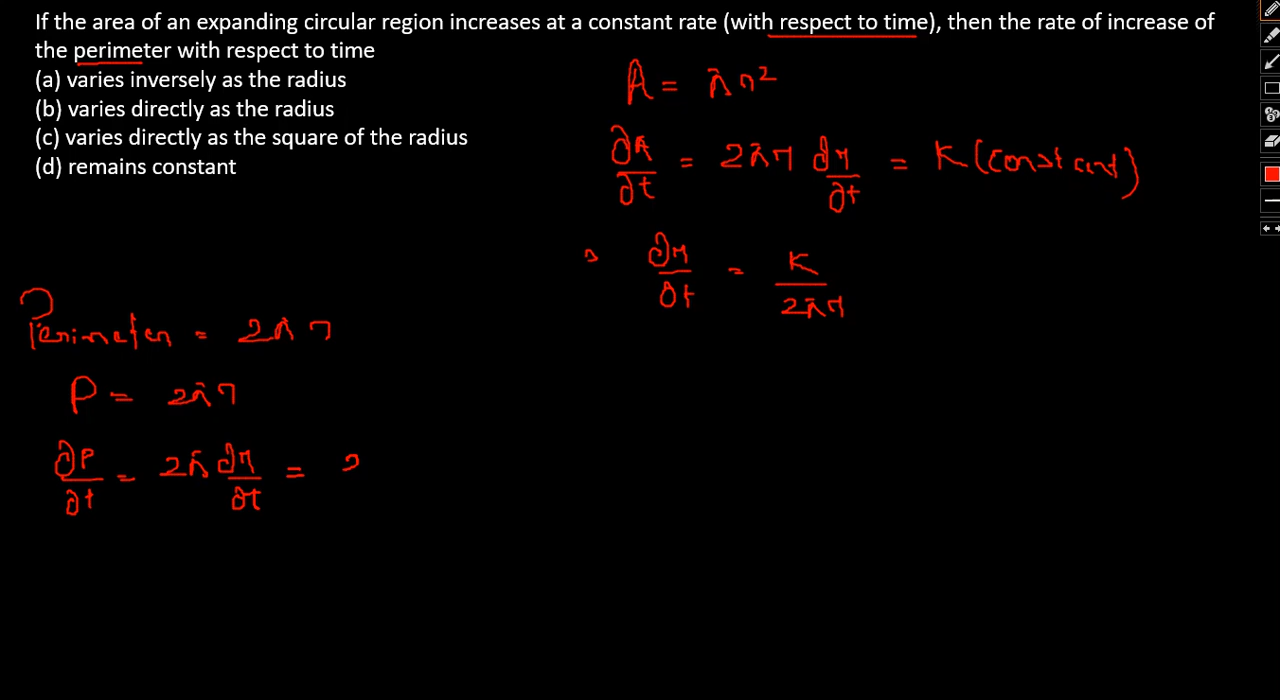 If the area of an expanding circular region increases at a constant rate (with respect to time), then the rate of increase of
the perimeter with respect to time
(a) varies inversely as the radius
(b) varies directly as the radius
(c) varies directly as the square of the radius
(d) remains constant
A = πr²
∂A/∂t = 2πr ∂r/∂t = K (constant)
∂r/∂t = K/2πr
Perimeter = 2πr
P = 2πr
∂P/∂t = 2π ∂r/∂t =